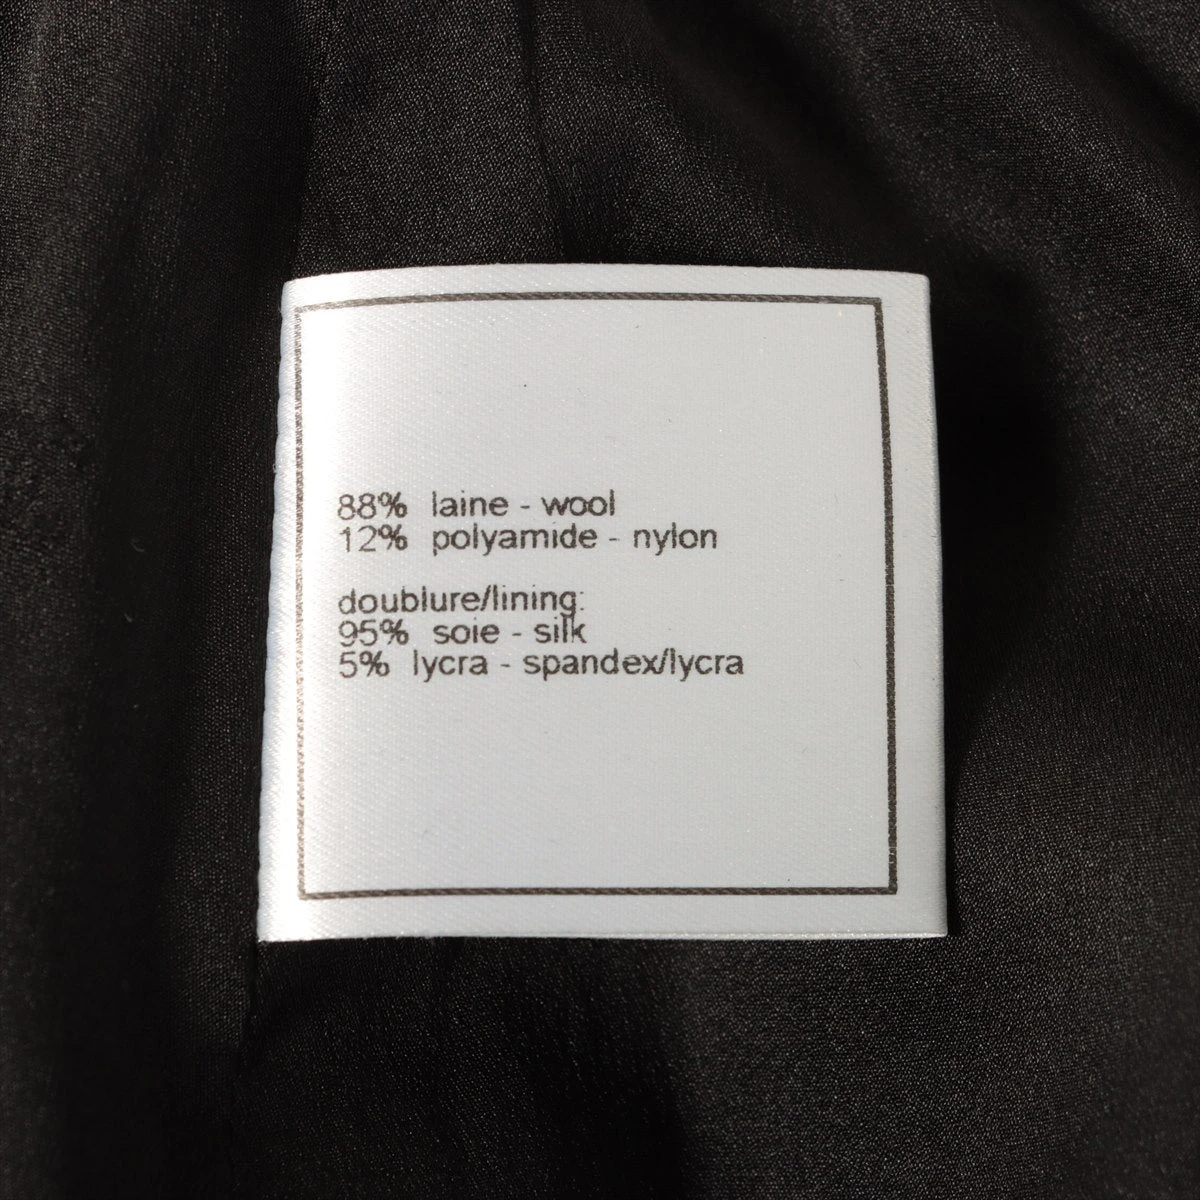 88% laine - wool
12% polyamide - nylon
doublure/lining:
95% soie - silk
5% lycra - spandex/lycra